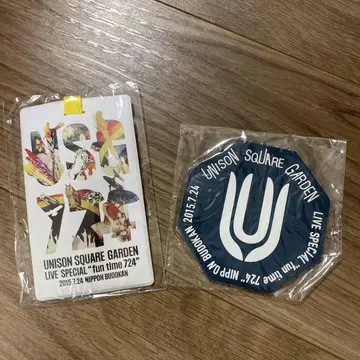 USG
724
UNISON SQUARE GARDEN
LIVE SPECIAL "fun time 724"
2015.7.24 NIPPON BUDOKAN
UNISON SQUARE GARDEN
LIVE SPECIAL "fun time 724" NIPPON BUDOKAN 2015.7.24
U